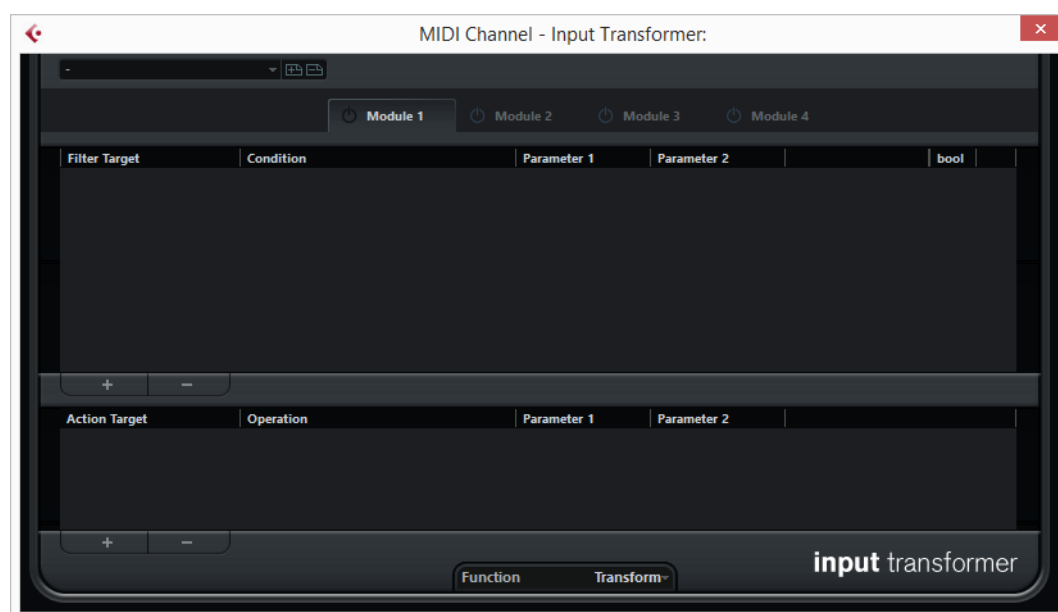 MIDI Channel - Input Transformer:
-
Module 1 Module 2 Module 3 Module 4
Filter Target Condition Parameter 1 Parameter 2 bool
+ -
Action Target Operation Parameter 1 Parameter 2
+ -
input transformer
Function Transform